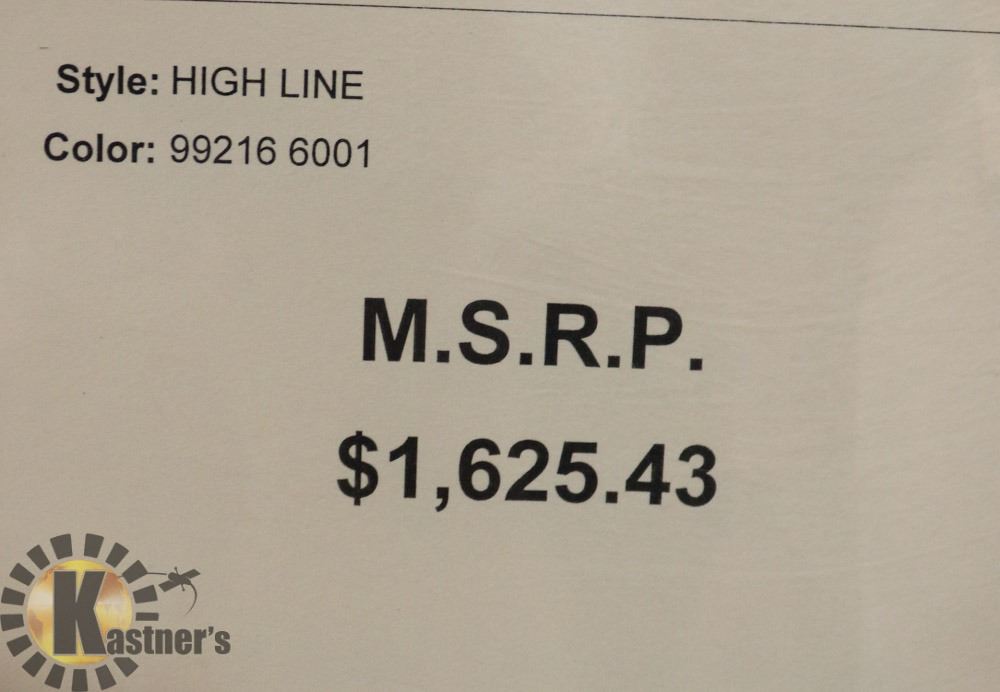 Style: HIGH LINE
Color: 99216 6001
M.S.R.P.
$1,625.43
Kastner's